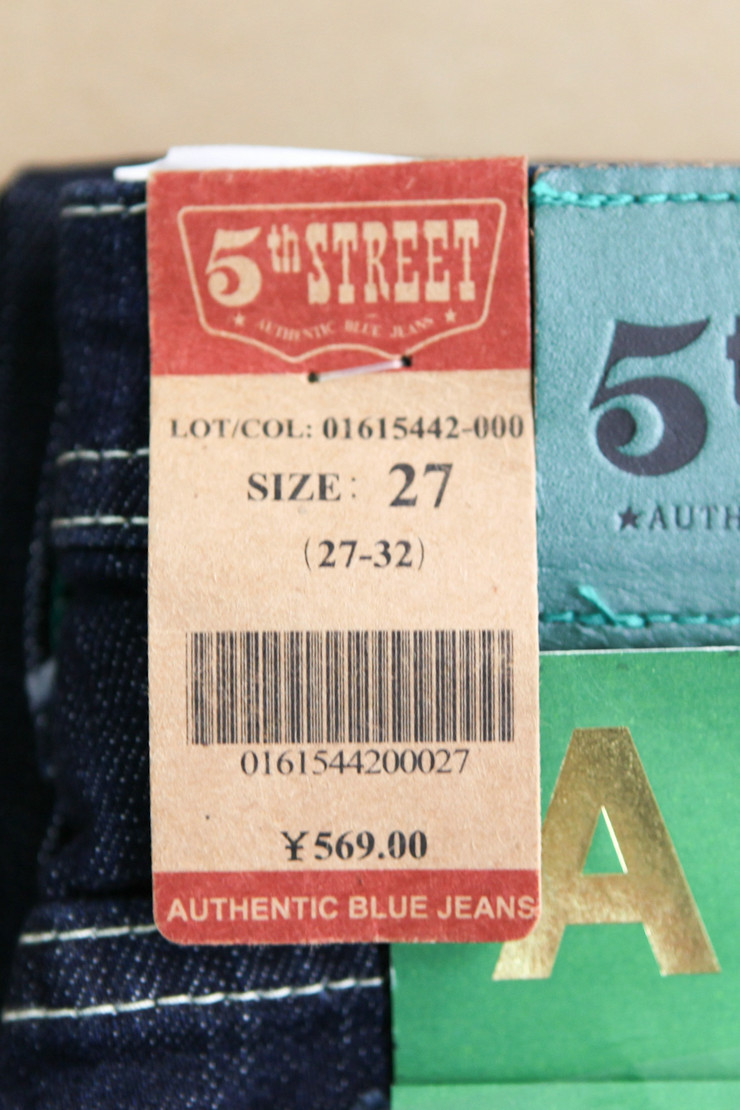 5th STREET
★ AUTHENTIC BLUE JEANS ★
LOT/COL: 01615442-000
SIZE: 27
(27-32)
0161544200027
¥569.00
AUTHENTIC BLUE JEANS
5t
★AUTH
A